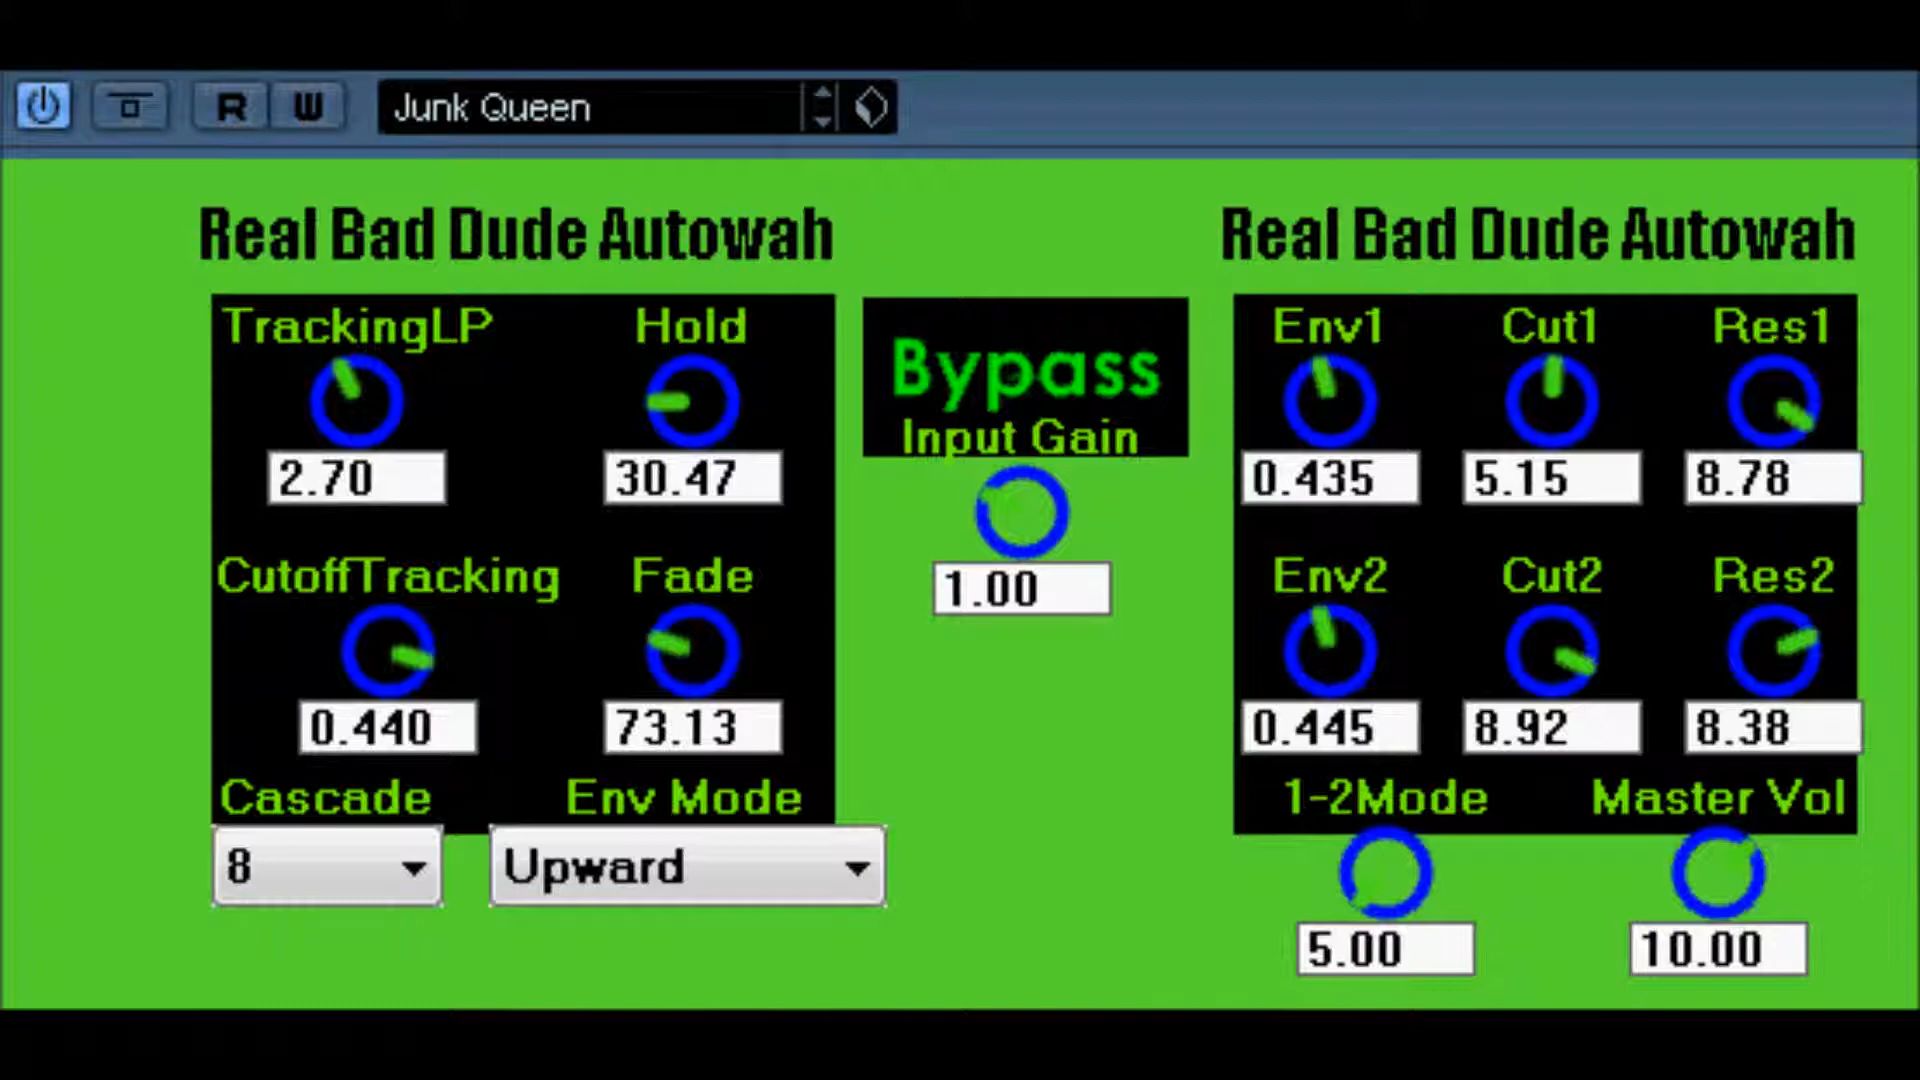 R W Junk Queen
Real Bad Dude Autowah
TrackingLP Hold
2.70 30.47
CutoffTracking Fade
0.440 73.13
Cascade Env Mode
8 Upward
Bypass
Input Gain
1.00
Real Bad Dude Autowah
Env1 Cut1 Res1
0.435 5.15 8.78
Env2 Cut2 Res2
0.445 8.92 8.38
1-2Mode Master Vol
5.00 10.00